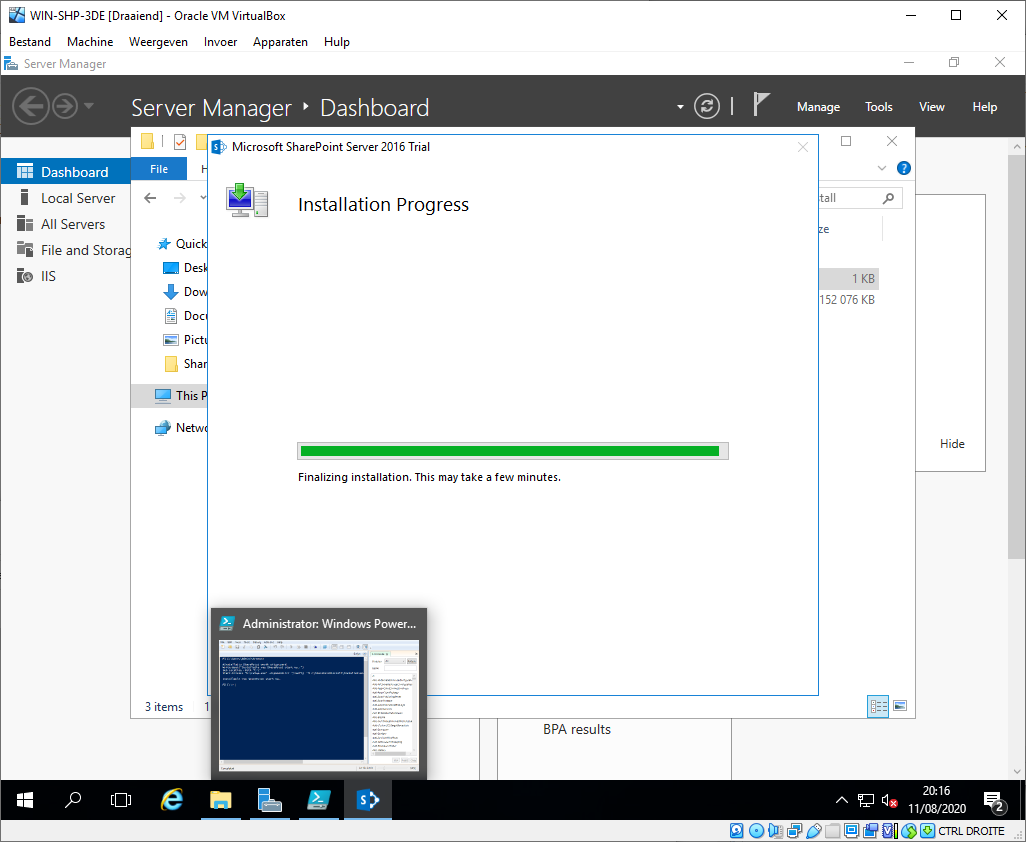 WIN-SHP-3DE [Draaiend] - Oracle VM VirtualBox
Bestand Machine Weergeven Invoer Apparaten Hulp
Server Manager
Server Manager Dashboard
Manage Tools View Help
Microsoft SharePoint Server 2016 Trial
File H
Dashboard
Local Server
All Servers
File and Storag
IIS
Installation Progress
tall
ze
Quick
Desk
Dow
Docu
Pictu
Shar
This P
Netwo
1 KB
152 076 KB
Hide
Finalizing installation. This may take a few minutes.
Administrator: Windows Power...
3 items 1
BPA results
20:16
11/08/2020
2
CTRL DROITE